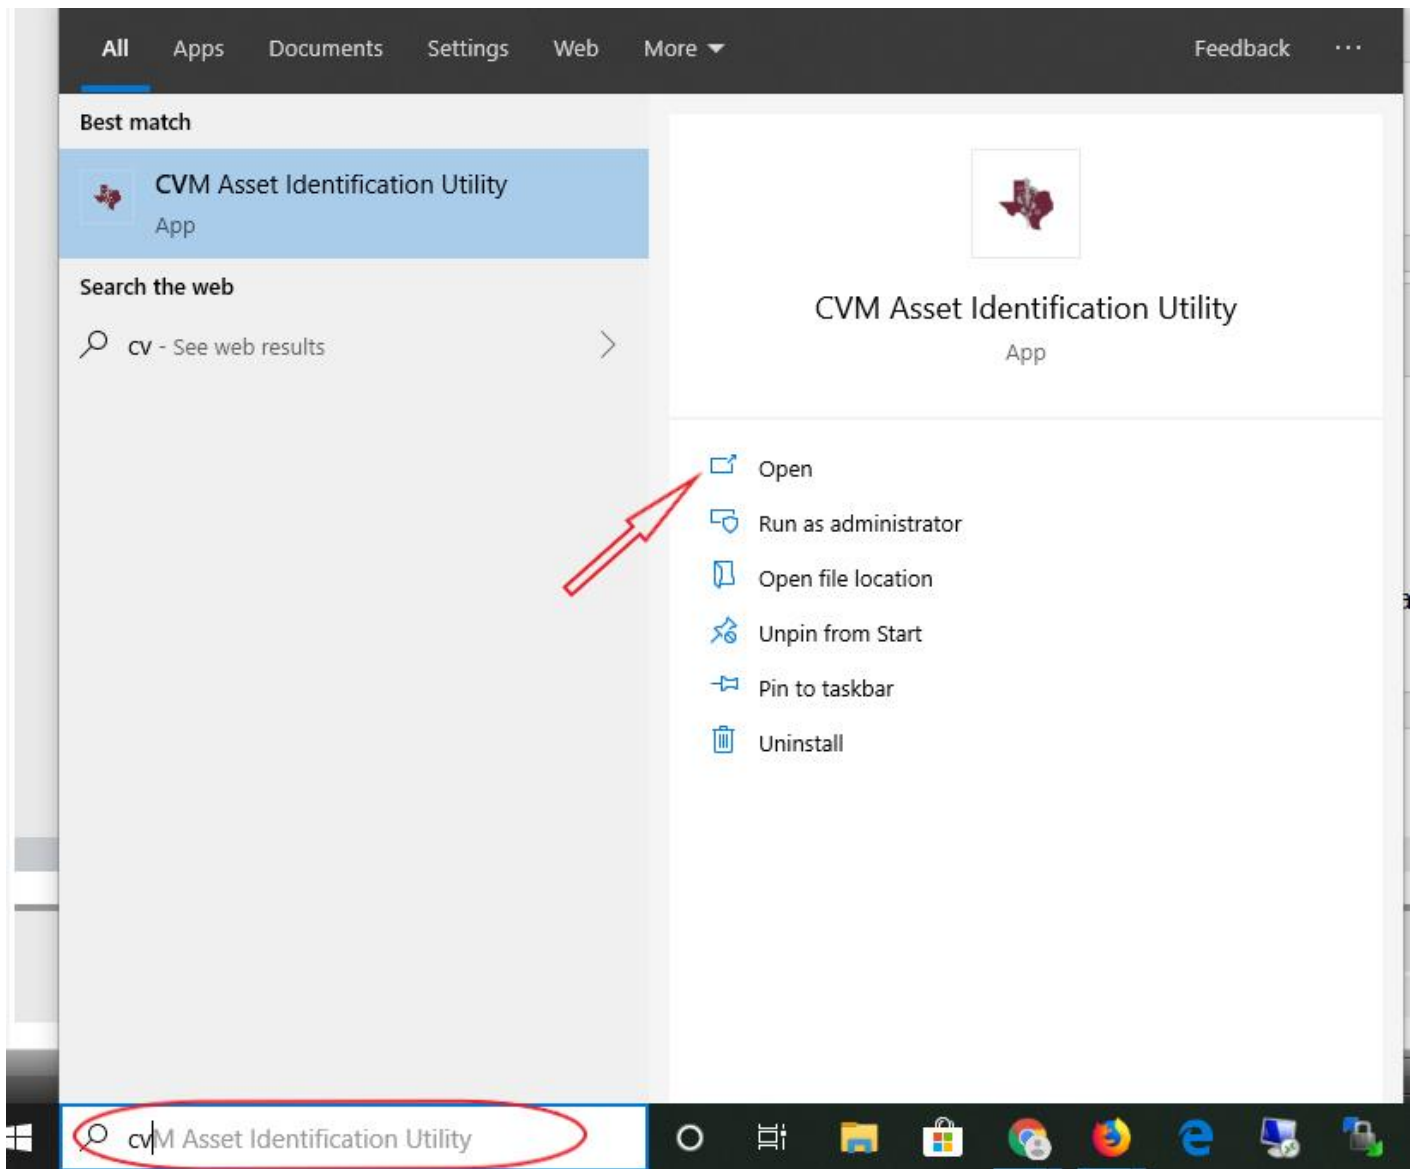 All Apps Documents Settings Web More Feedback ...
Best match
CVM Asset Identification Utility
App
Search the web
cv - See web results
CVM Asset Identification Utility
App
Open
Run as administrator
Open file location
Unpin from Start
Pin to taskbar
Uninstall
cvM Asset Identification Utility